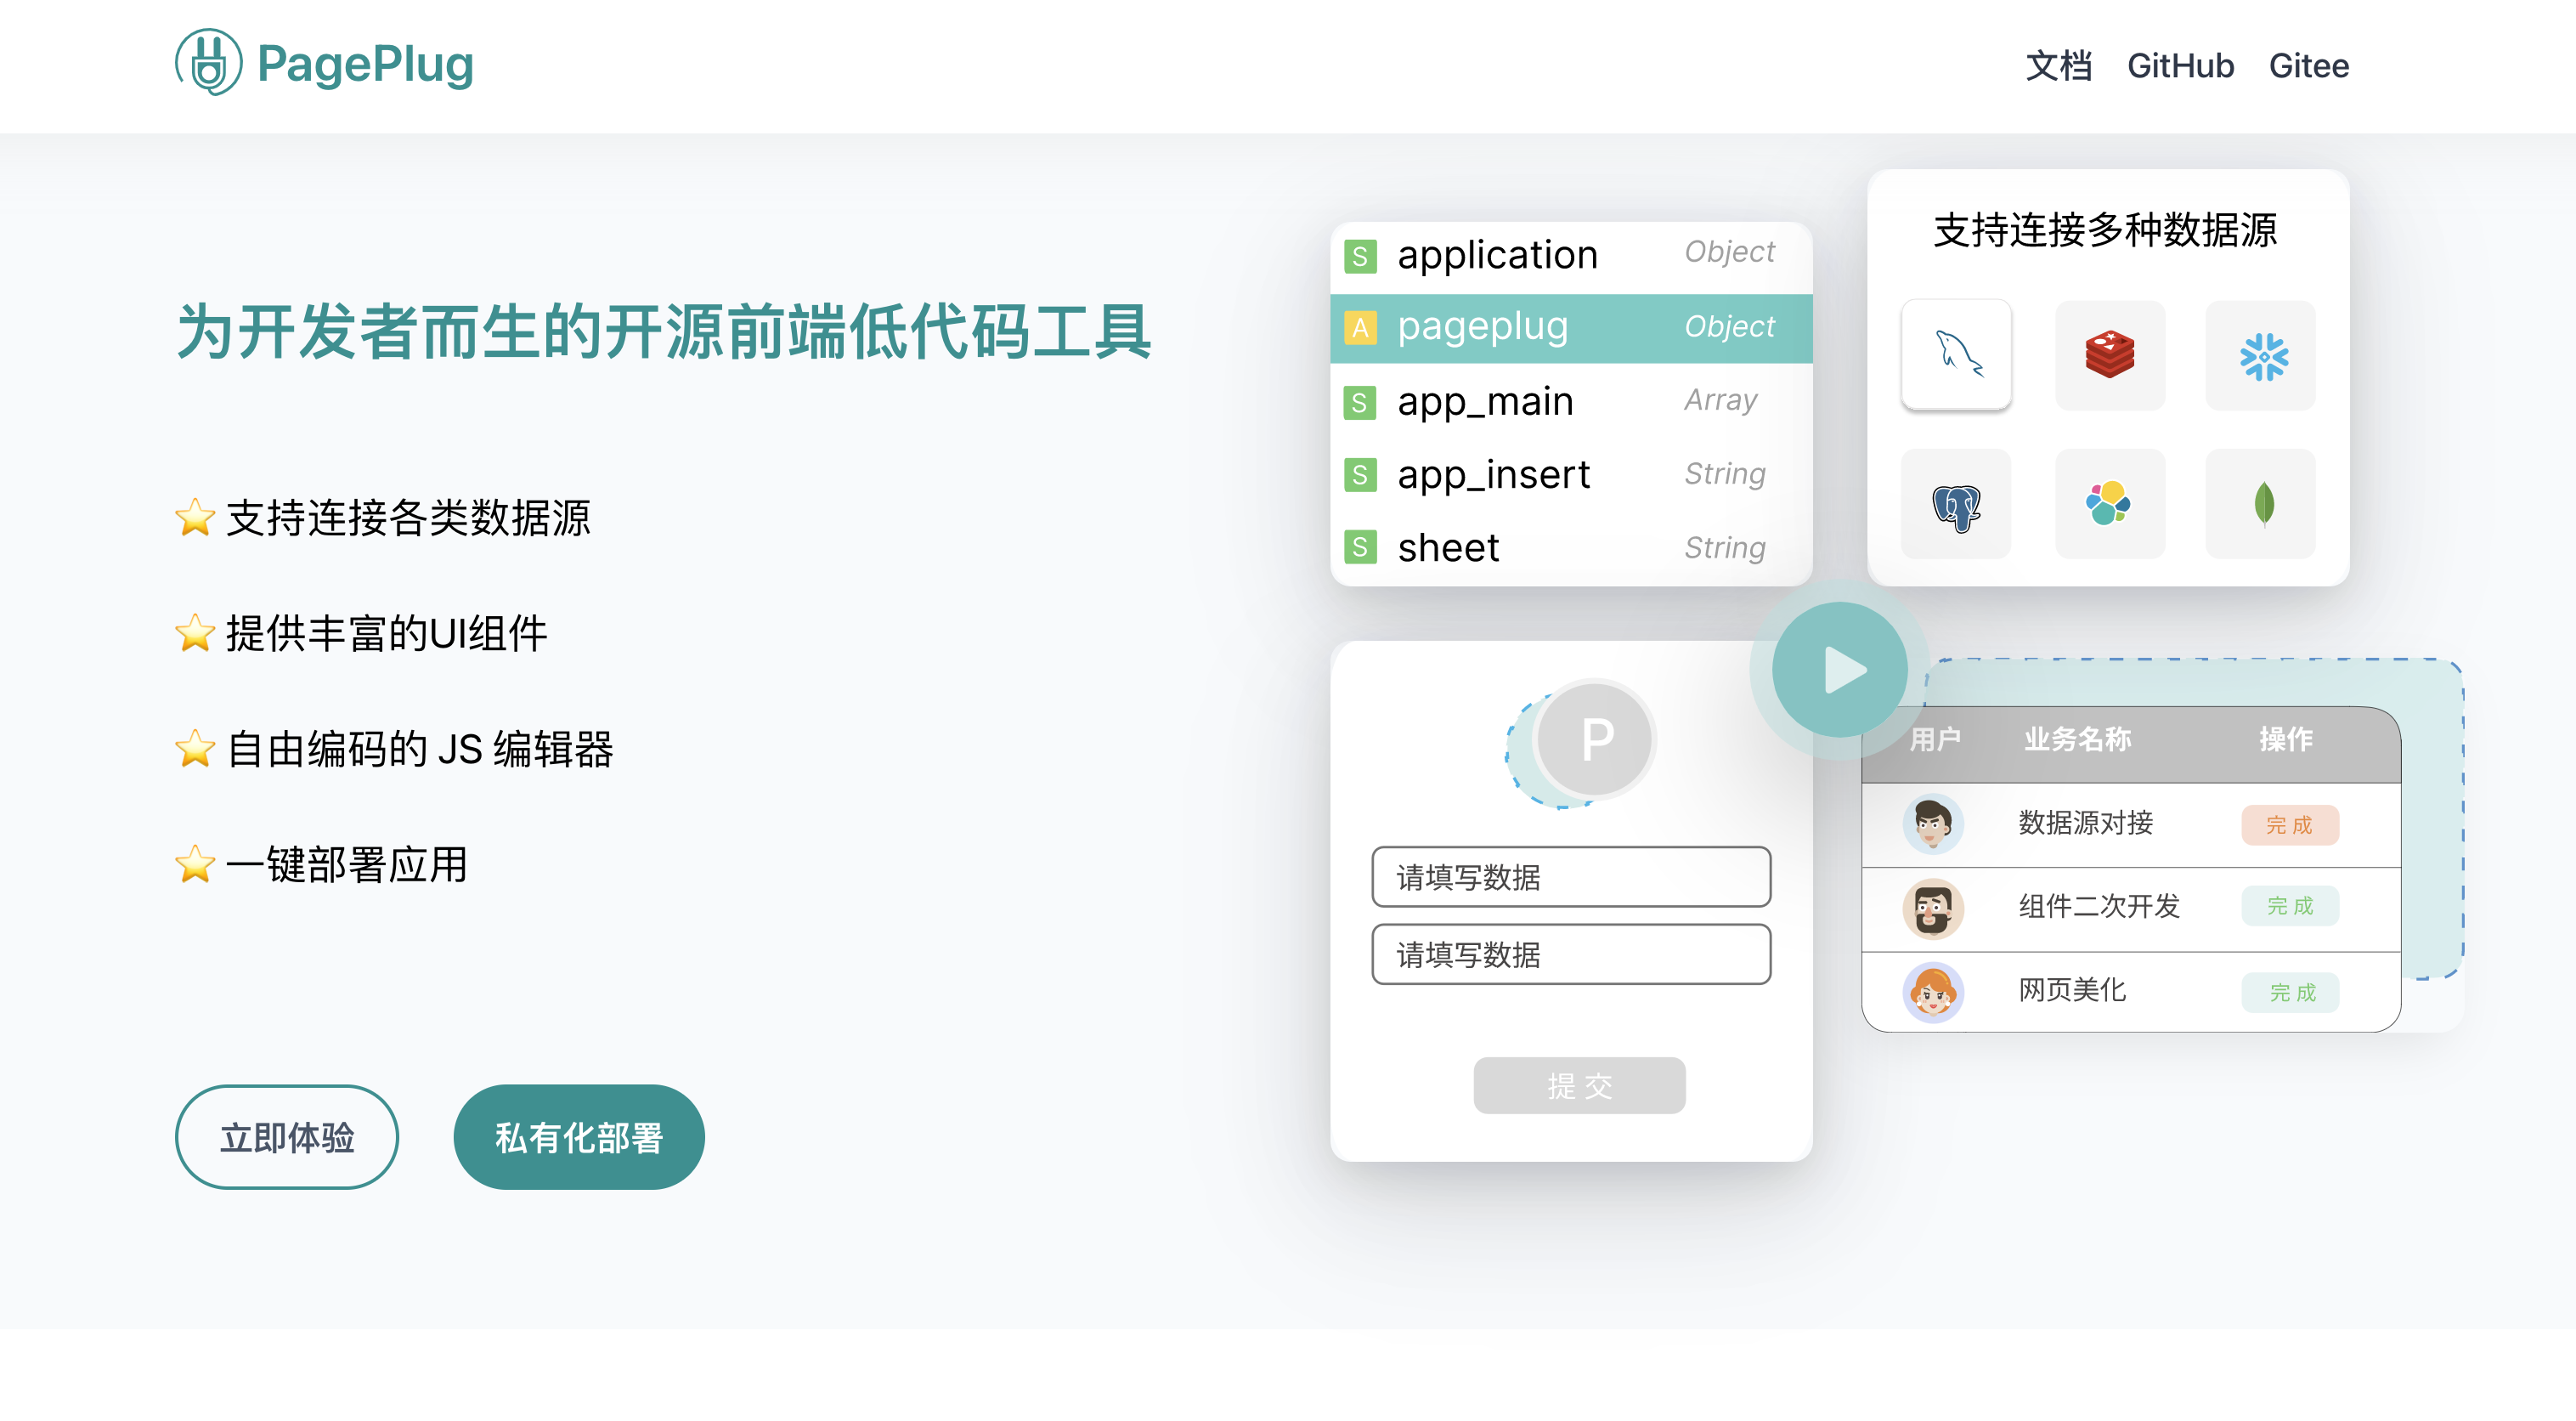 PagePlug
文档 GitHub Gitee
为开发者而生的开源前端低代码工具
支持连接各类数据源
提供丰富的UI组件
自由编码的 JS 编辑器
一键部署应用
立即体验
私有化部署
S application Object
A pageplug Object
S app_main Array
S app_insert String
S sheet String
支持连接多种数据源
P
请填写数据
请填写数据
提 交
用户 业务名称 操作
数据源对接 完 成
组件二次开发 完 成
网页美化 完 成